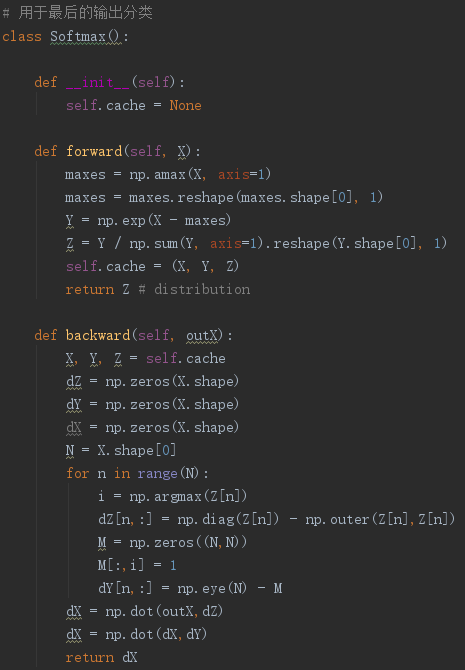 # 用于最后的输出分类
class Softmax():
    def __init__(self):
        self.cache = None
    def forward(self, X):
        maxes = np.amax(X, axis=1)
        maxes = maxes.reshape(maxes.shape[0], 1)
        Y = np.exp(X - maxes)
        Z = Y / np.sum(Y, axis=1).reshape(Y.shape[0], 1)
        self.cache = (X, Y, Z)
        return Z # distribution
    def backward(self, outX):
        X, Y, Z = self.cache
        dZ = np.zeros(X.shape)
        dY = np.zeros(X.shape)
        dX = np.zeros(X.shape)
        N = X.shape[0]
        for n in range(N):
            i = np.argmax(Z[n])
            dZ[n,:] = np.diag(Z[n]) - np.outer(Z[n],Z[n])
            M = np.zeros((N,N))
            M[:,i] = 1
            dY[n,:] = np.eye(N) - M
        dX = np.dot(outX,dZ)
        dX = np.dot(dX,dY)
        return dX